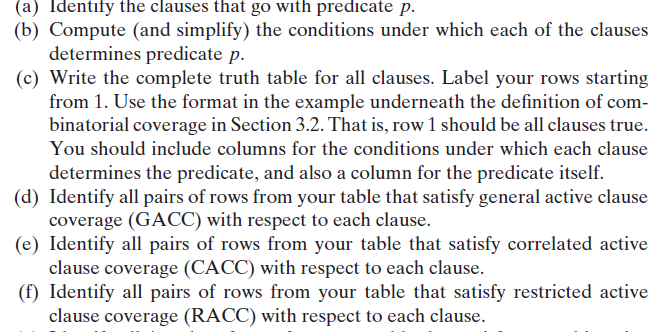 (a) Identify the clauses that go with predicate p.
(b) Compute (and simplify) the conditions under which each of the clauses
determines predicate p.
(c) Write the complete truth table for all clauses. Label your rows starting
from 1. Use the format in the example underneath the definition of com-
binatorial coverage in Section 3.2. That is, row 1 should be all clauses true.
You should include columns for the conditions under which each clause
determines the predicate, and also a column for the predicate itself.
(d) Identify all pairs of rows from your table that satisfy general active clause
coverage (GACC) with respect to each clause.
(e) Identify all pairs of rows from your table that satisfy correlated active
clause coverage (CACC) with respect to each clause.
(f) Identify all pairs of rows from your table that satisfy restricted active
clause coverage (RACC) with respect to each clause.